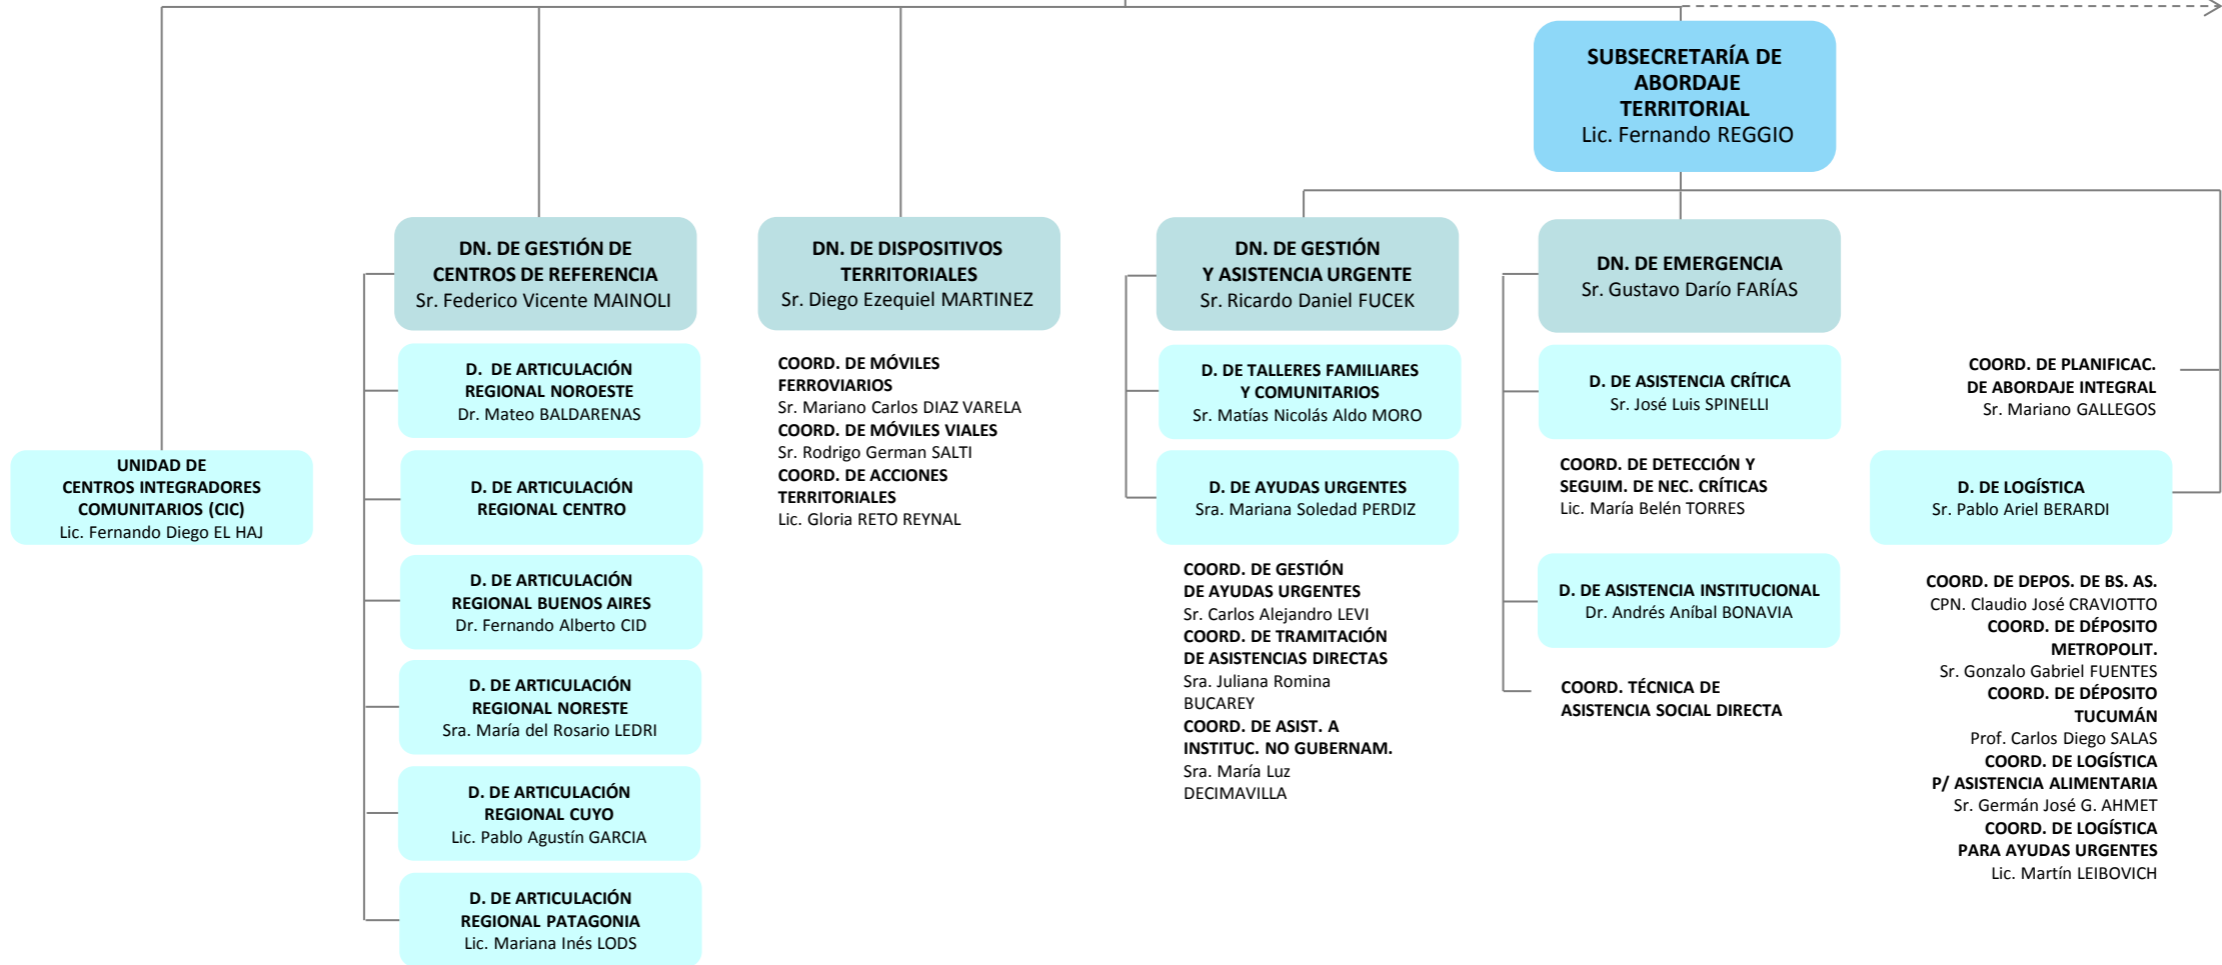 SUBSECRETARÍA DE
ABORDAJE
TERRITORIAL
Lic. Fernando REGGIO
UNIDAD DE
CENTROS INTEGRADORES
COMUNITARIOS (CIC)
Lic. Fernando Diego EL HAJ
DN. DE GESTIÓN DE
CENTROS DE REFERENCIA
Sr. Federico Vicente MAINOLI
D. DE ARTICULACIÓN
REGIONAL NOROESTE
Dr. Mateo BALDARENAS
D. DE ARTICULACIÓN
REGIONAL CENTRO
D. DE ARTICULACIÓN
REGIONAL BUENOS AIRES
Dr. Fernando Alberto CID
D. DE ARTICULACIÓN
REGIONAL NORESTE
Sra. María del Rosario LEDRI
D. DE ARTICULACIÓN
REGIONAL CUYO
Lic. Pablo Agustín GARCIA
D. DE ARTICULACIÓN
REGIONAL PATAGONIA
Lic. Mariana Inés LODS
DN. DE DISPOSITIVOS
TERRITORIALES
Sr. Diego Ezequiel MARTINEZ
COORD. DE MÓVILES
FERROVIARIOS
Sr. Mariano Carlos DIAZ VARELA
COORD. DE MÓVILES VIALES
Sr. Rodrigo German SALTI
COORD. DE ACCIONES
TERRITORIALES
Lic. Gloria RETO REYNAL
DN. DE GESTIÓN
Y ASISTENCIA URGENTE
Sr. Ricardo Daniel FUCEK
D. DE TALLERES FAMILIARES
Y COMUNITARIOS
Sr. Matías Nicolás Aldo MORO
D. DE AYUDAS URGENTES
Sra. Mariana Soledad PERDIZ
COORD. DE GESTIÓN
DE AYUDAS URGENTES
Sr. Carlos Alejandro LEVI
COORD. DE TRAMITACIÓN
DE ASISTENCIAS DIRECTAS
Sra. Juliana Romina
BUCAREY
COORD. DE ASIST. A
INSTITUC. NO GUBERNAM.
Sra. María Luz
DECIMAVILLA
DN. DE EMERGENCIA
Sr. Gustavo Darío FARÍAS
D. DE ASISTENCIA CRÍTICA
Sr. José Luis SPINELLI
COORD. DE DETECCIÓN Y
SEGUIM. DE NEC. CRÍTICAS
Lic. María Belén TORRES
D. DE ASISTENCIA INSTITUCIONAL
Dr. Andrés Aníbal BONAVIA
COORD. TÉCNICA DE
ASISTENCIA SOCIAL DIRECTA
COORD. DE PLANIFICAC.
DE ABORDAJE INTEGRAL
Sr. Mariano GALLEGOS
D. DE LOGÍSTICA
Sr. Pablo Ariel BERARDI
COORD. DE DEPOS. DE BS. AS.
CPN. Claudio José CRAVIOTTO
COORD. DE DÉPOSITO
METROPOLIT.
Sr. Gonzalo Gabriel FUENTES
COORD. DE DÉPOSITO
TUCUMÁN
Prof. Carlos Diego SALAS
COORD. DE LOGÍSTICA
P/ ASISTENCIA ALIMENTARIA
Sr. Germán José G. AHMET
COORD. DE LOGÍSTICA
PARA AYUDAS URGENTES
Lic. Martín LEIBOVICH